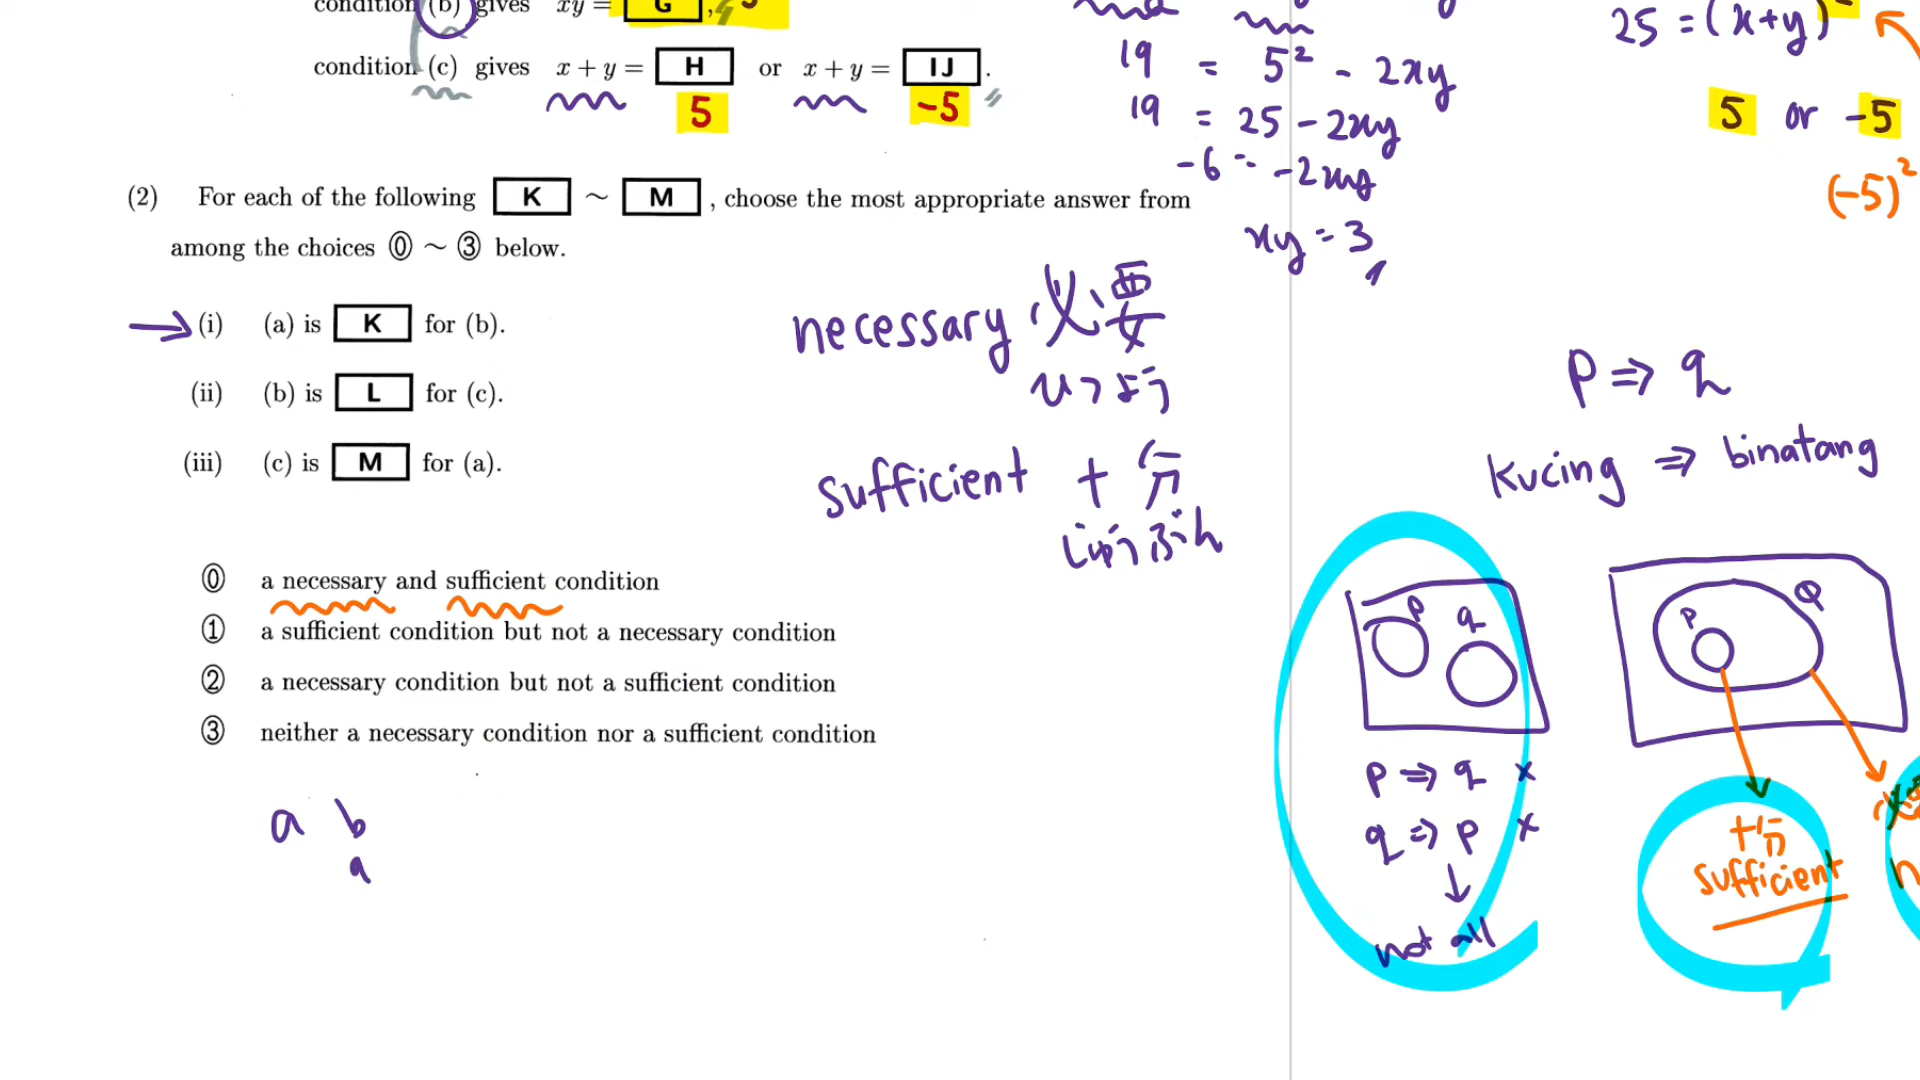 condition (b) gives xy = G ,
condition (c) gives x + y = H or x + y = IJ .
5 -5
(2) For each of the following K ~ M , choose the most appropriate answer from
among the choices ⓪ ~ ③ below.
→ (i) (a) is K for (b).
(ii) (b) is L for (c).
(iii) (c) is M for (a).
⓪ a necessary and sufficient condition
① a sufficient condition but not a necessary condition
② a necessary condition but not a sufficient condition
③ neither a necessary condition nor a sufficient condition
a b
a
19 = 5² - 2xy
19 = 25 - 2xy
-6 = -2xy
xy = 3
necessary 必要
ひつよう
sufficient 十分
じゅうぶん
25 = (x+y)
5 or -5
(-5)²
p ⇒ q
kucing ⇒ binatang
p q
p Q
p ⇒ q x
q ⇒ p x
↓
not all
十分
sufficient